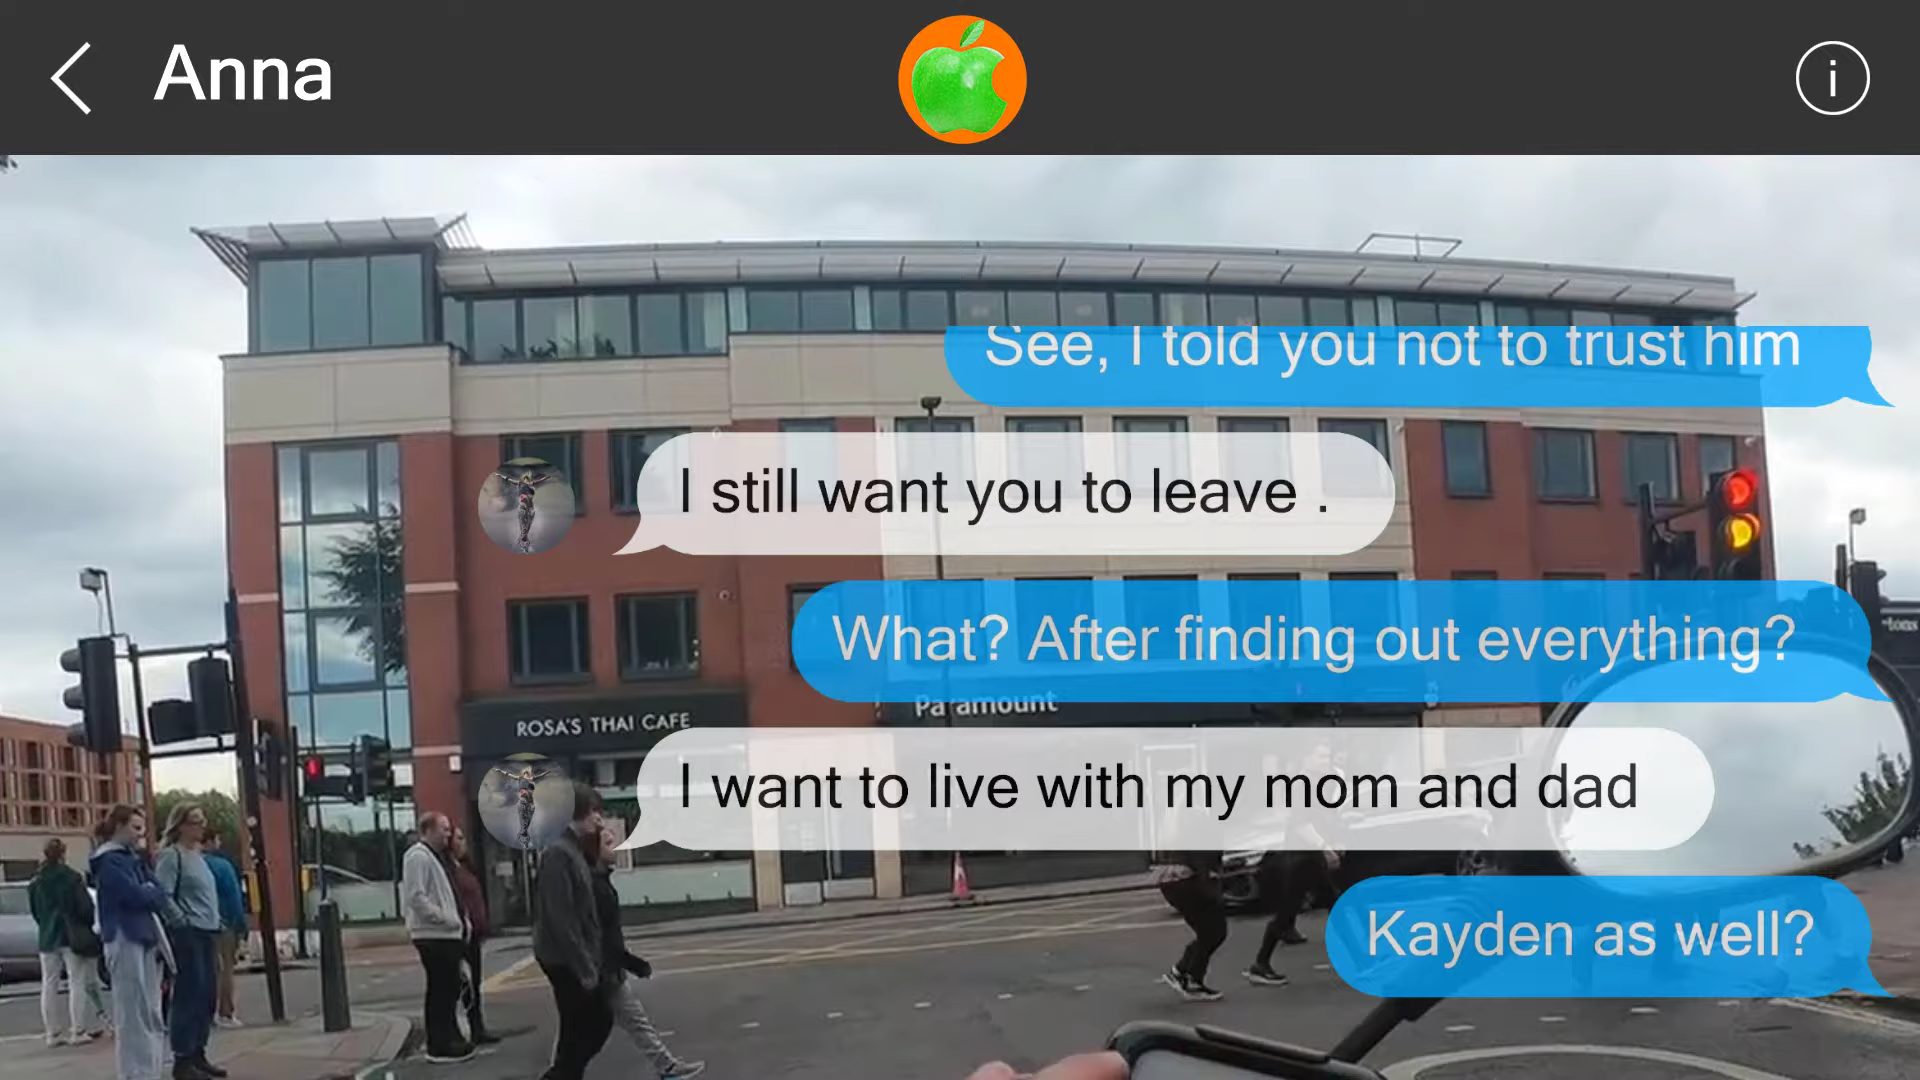 Anna
See, I told you not to trust him
I still want you to leave .
What? After finding out everything?
Paramount
ROSA'S THAI CAFE
I want to live with my mom and dad
Kayden as well?